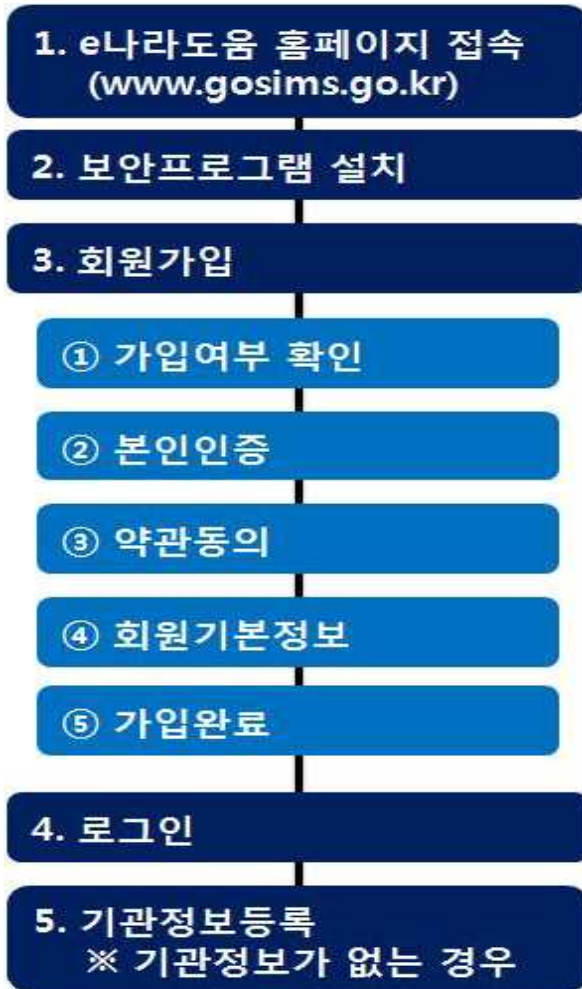 1. e나라도움 홈페이지 접속
(www.gosims.go.kr)
2. 보안프로그램 설치
3. 회원가입
① 가입여부 확인
② 본인인증
③ 약관동의
④ 회원기본정보
⑤ 가입완료
4. 로그인
5. 기관정보등록
※ 기관정보가 없는 경우